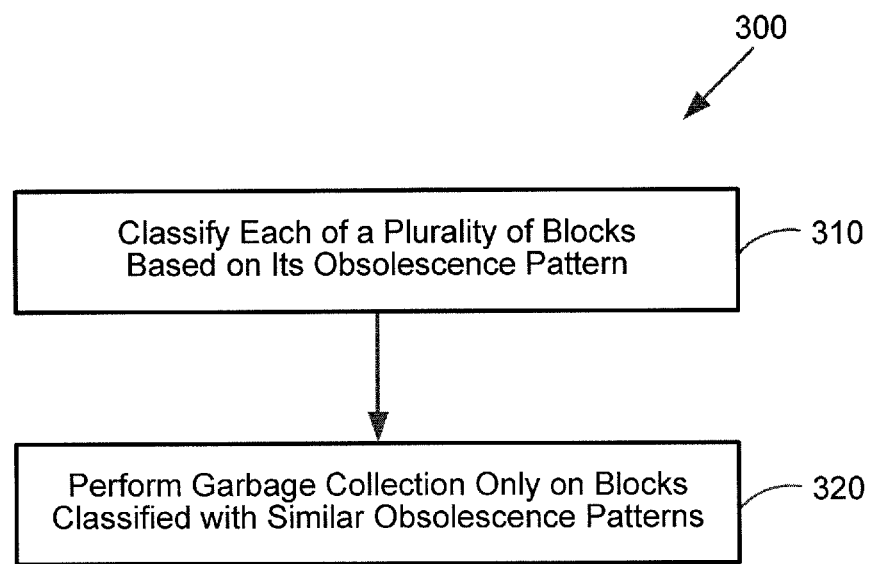 300
Classify Each of a Plurality of Blocks
Based on Its Obsolescence Pattern
310
Perform Garbage Collection Only on Blocks
Classified with Similar Obsolescence Patterns
320